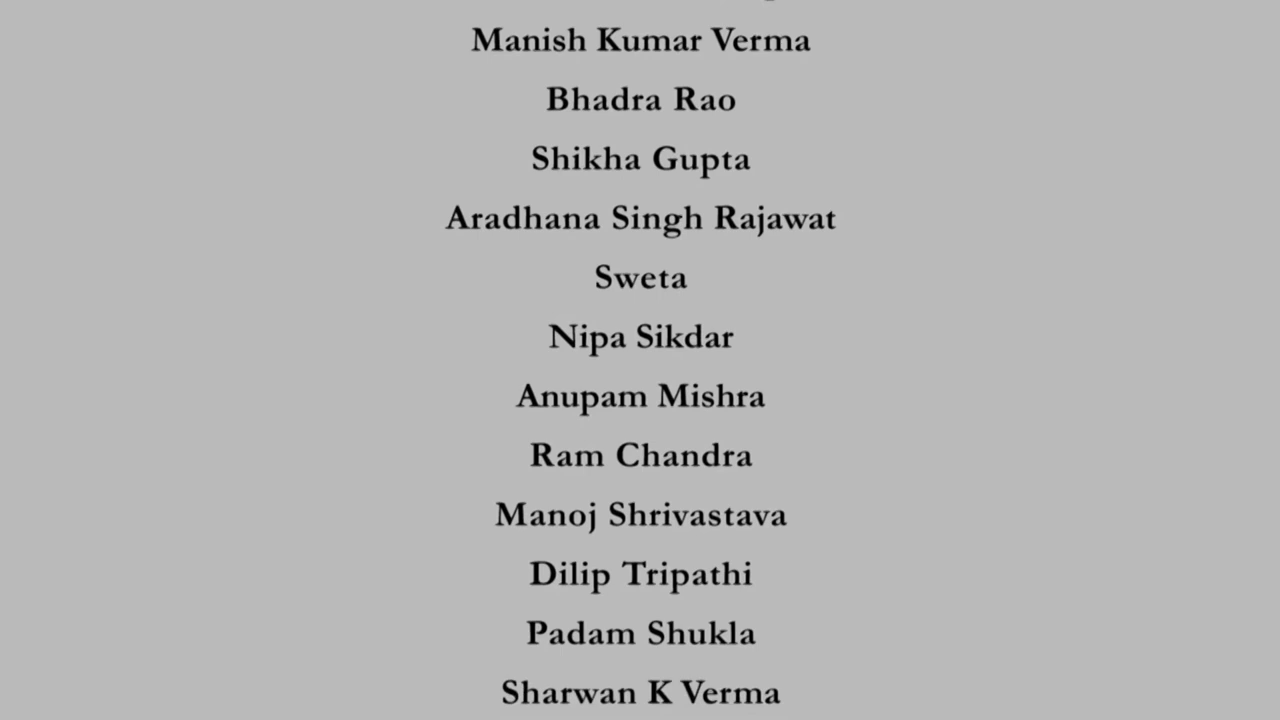 Manish Kumar Verma
Bhadra Rao
Shikha Gupta
Aradhana Singh Rajawat
Sweta
Nipa Sikdar
Anupam Mishra
Ram Chandra
Manoj Shrivastava
Dilip Tripathi
Padam Shukla
Sharwan K Verma